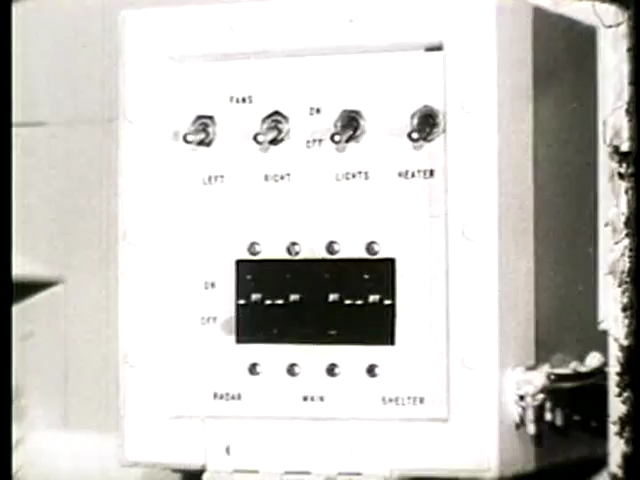 FANS
ON
OFF
LEFT RIGHT LIGHTS HEATER
ON
OFF
RADAR MAIN SHELTER